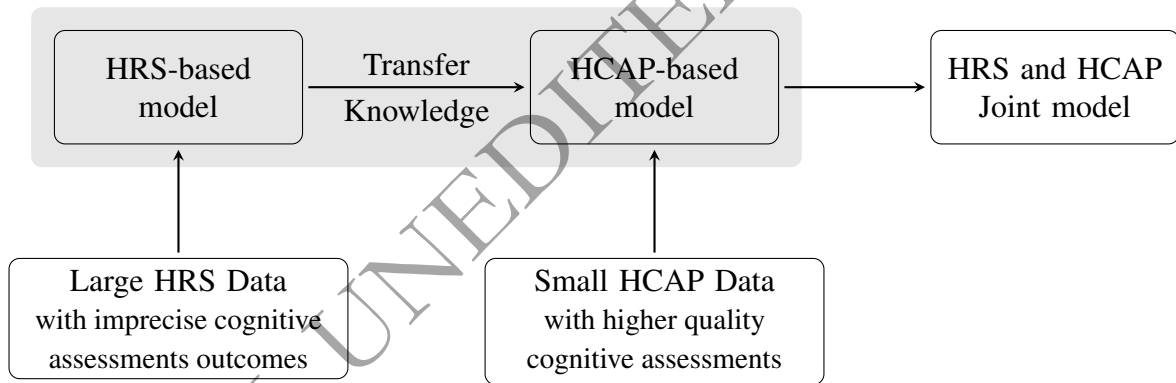 HRS-based
model
Transfer
Knowledge
HCAP-based
model
HRS and HCAP
Joint model
Large HRS Data
with imprecise cognitive
assessments outcomes
Small HCAP Data
with higher quality
cognitive assessments
UNEDITE